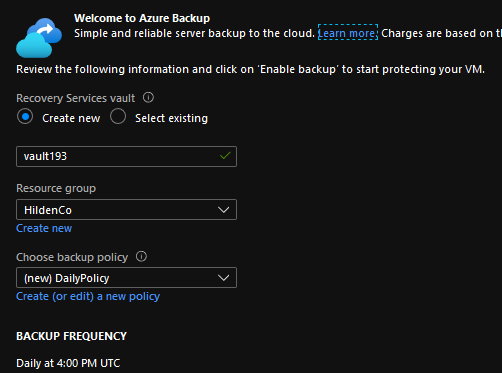 Welcome to Azure Backup
Simple and reliable server backup to the cloud. Learn more. Charges are based on
Review the following information and click on 'Enable backup' to start protecting your VM.
Recovery Services vault
Create new Select existing
vault193
Resource group
HildenCo
Create new
Choose backup policy
(new) DailyPolicy
Create (or edit) a new policy
BACKUP FREQUENCY
Daily at 4:00 PM UTC